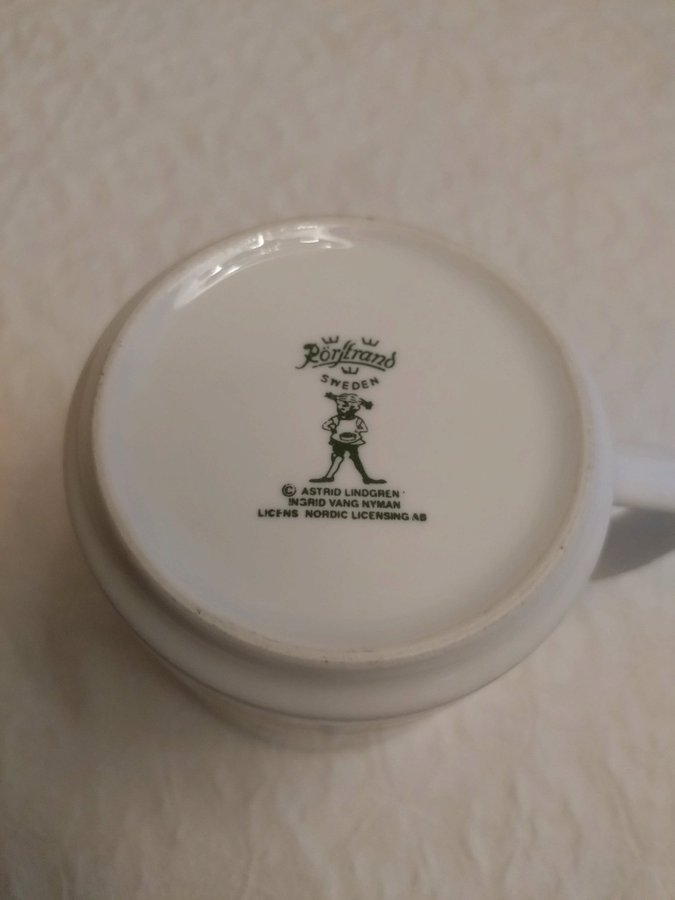 Rörstrand
SWEDEN
© ASTRID LINDGREN
INGRID VANG NYMAN
LICENS NORDIC LICENSING AB